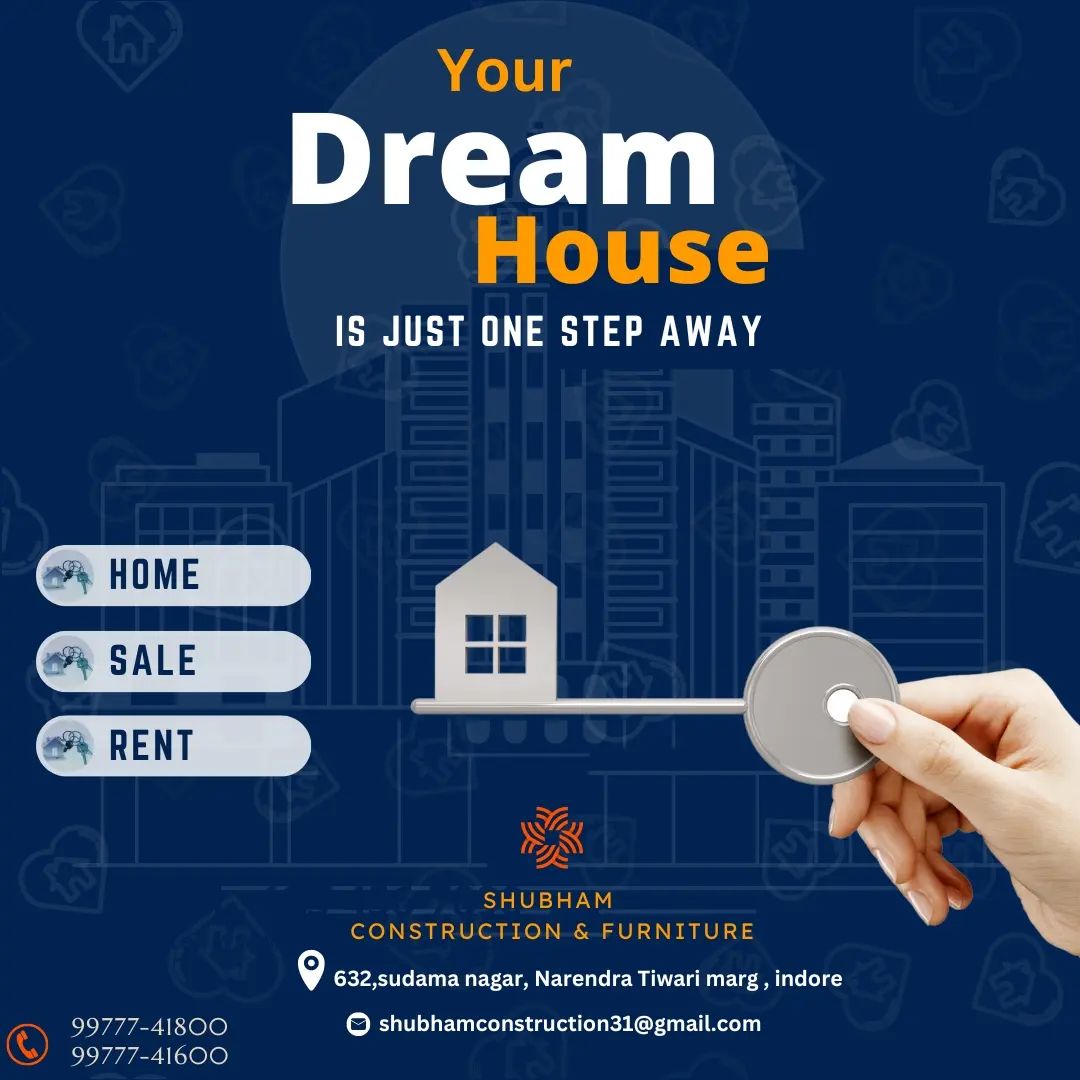 Your
Dream
House
IS JUST ONE STEP AWAY
HOME
SALE
RENT
SHUBHAM
CONSTRUCTION & FURNITURE
632,sudama nagar, Narendra Tiwari marg , indore
shubhamconstruction31@gmail.com
99777-41800
99777-41600